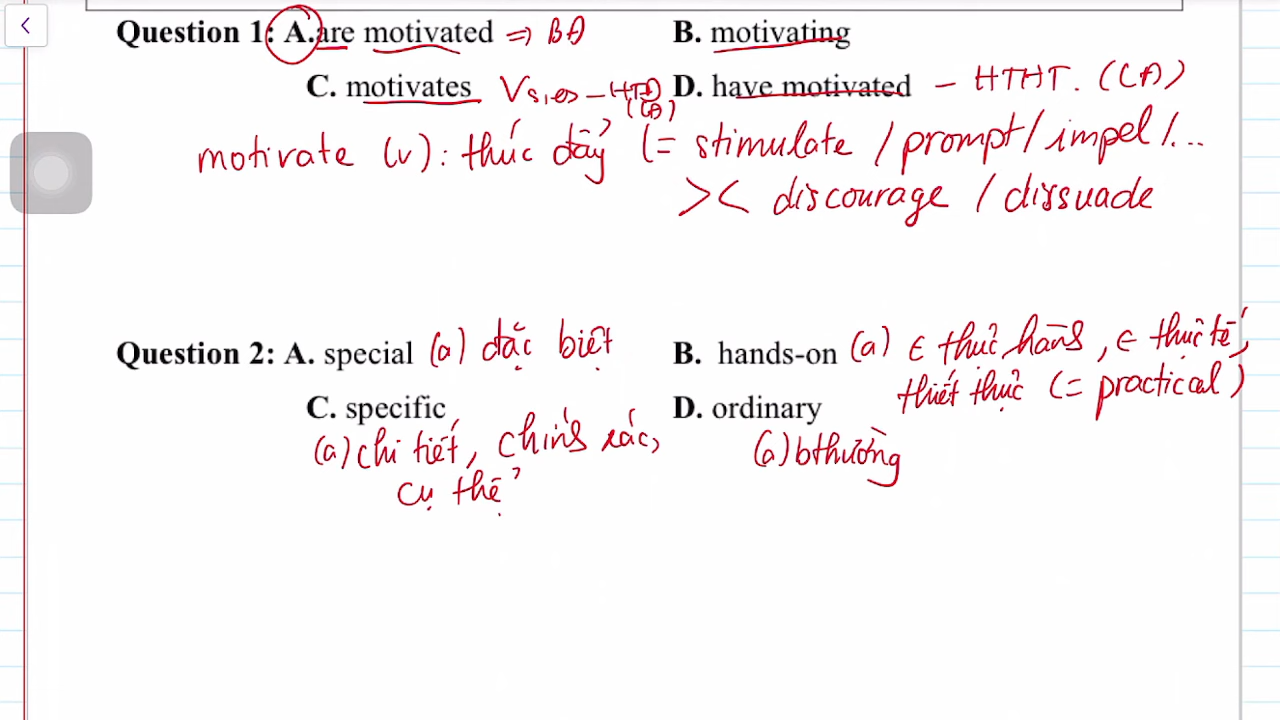 Question 1: A. are motivated => BĐ B. motivating
C. motivates Vs,es – HTĐ (CĐ) D. have motivated – HTHT. (CĐ)
motivate (v): thúc đẩy (= stimulate / prompt / impel /...
>< discourage / dissuade
Question 2: A. special (a) đặc biệt B. hands-on (a) ∈ thực hành, ∈ thực tế,
thiết thực (= practical)
C. specific D. ordinary
(a) chi tiết, chính xác, (a) bthường
cụ thể